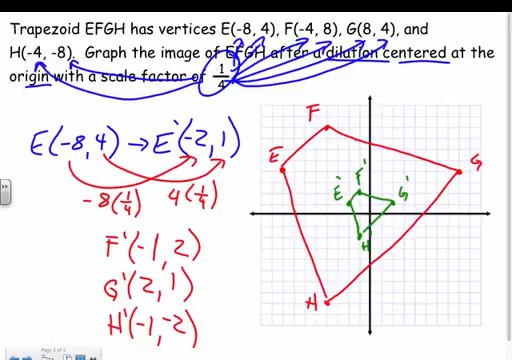 Trapezoid EFGH has vertices E(-8, 4), F(-4, 8), G(8, 4), and
H(-4, -8). Graph the image of EFGH after a dilation centered at the
origin with a scale factor of 1/4.
E(-8,4) → E'(-2,1)
-8(1/4) 4(1/4)
F'(-1, 2)
G'(2, 1)
H'(-1, -2)
F
E
G
F'
E'
G'
H
H